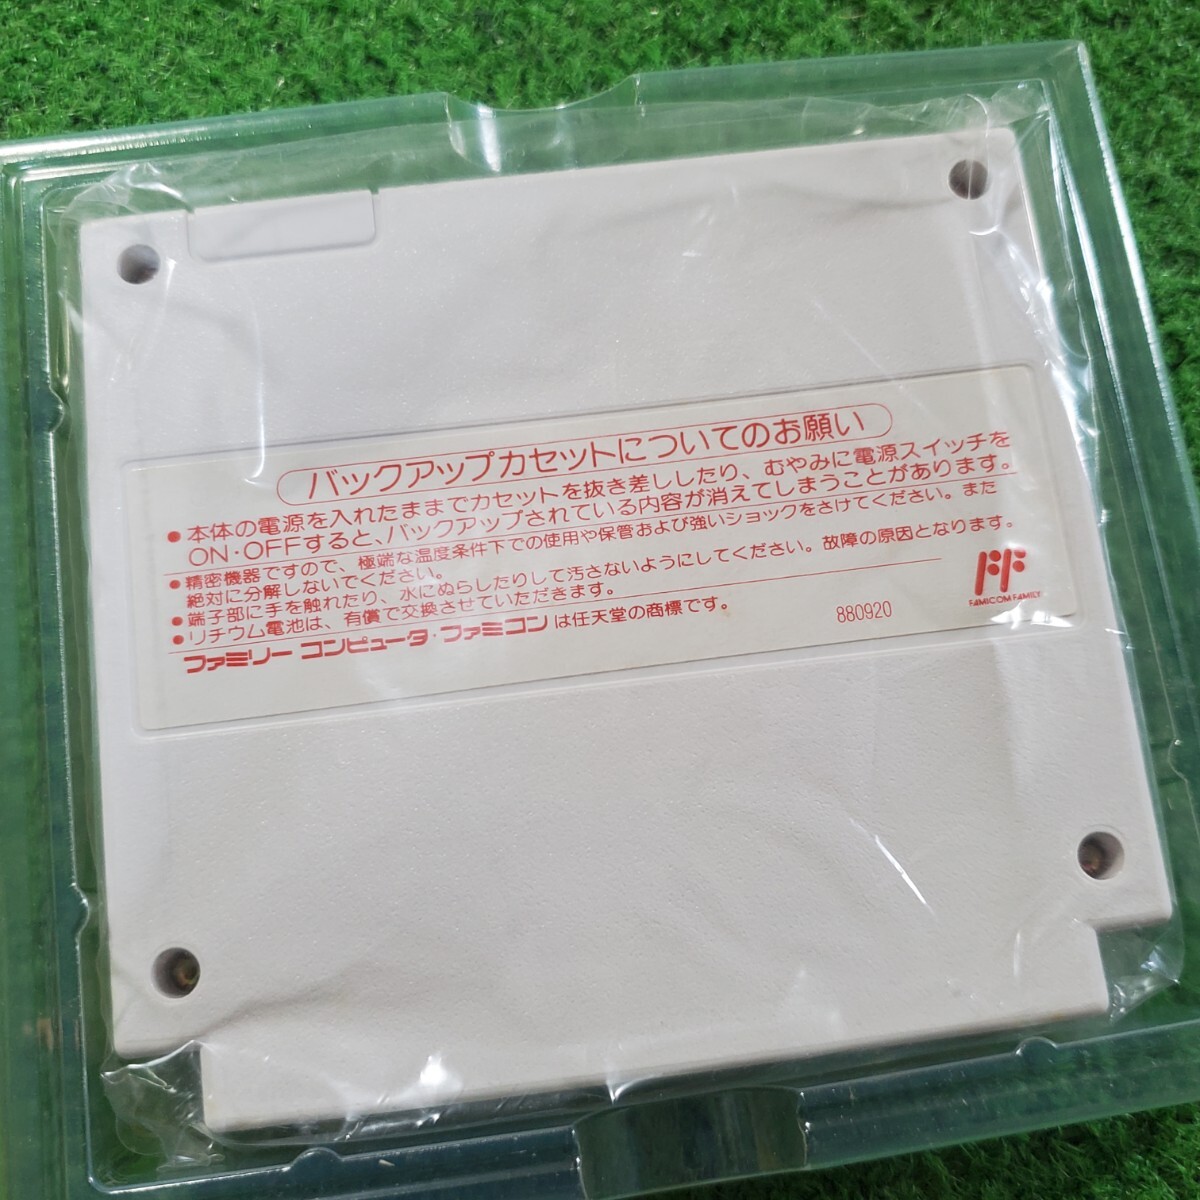 バックアップカセットについてのお願い
●本体の電源を入れたままでカセットを抜き差ししたり、むやみに電源スイッチを
ON・OFFすると、バックアップされている内容が消えてしまうことがあります。
●精密機器ですので、極端な温度条件下での使用や保管および強いショックをさけてください。また
絶対に分解しないでください。
●端子部に手を触れたり、水にぬらしたりして汚さないようにしてください。故障の原因となります。
●リチウム電池は、有償で交換させていただきます。
ファミリー コンピュータ・ファミコンは任天堂の商標です。
880920
FF
FAMICOM FAMILY